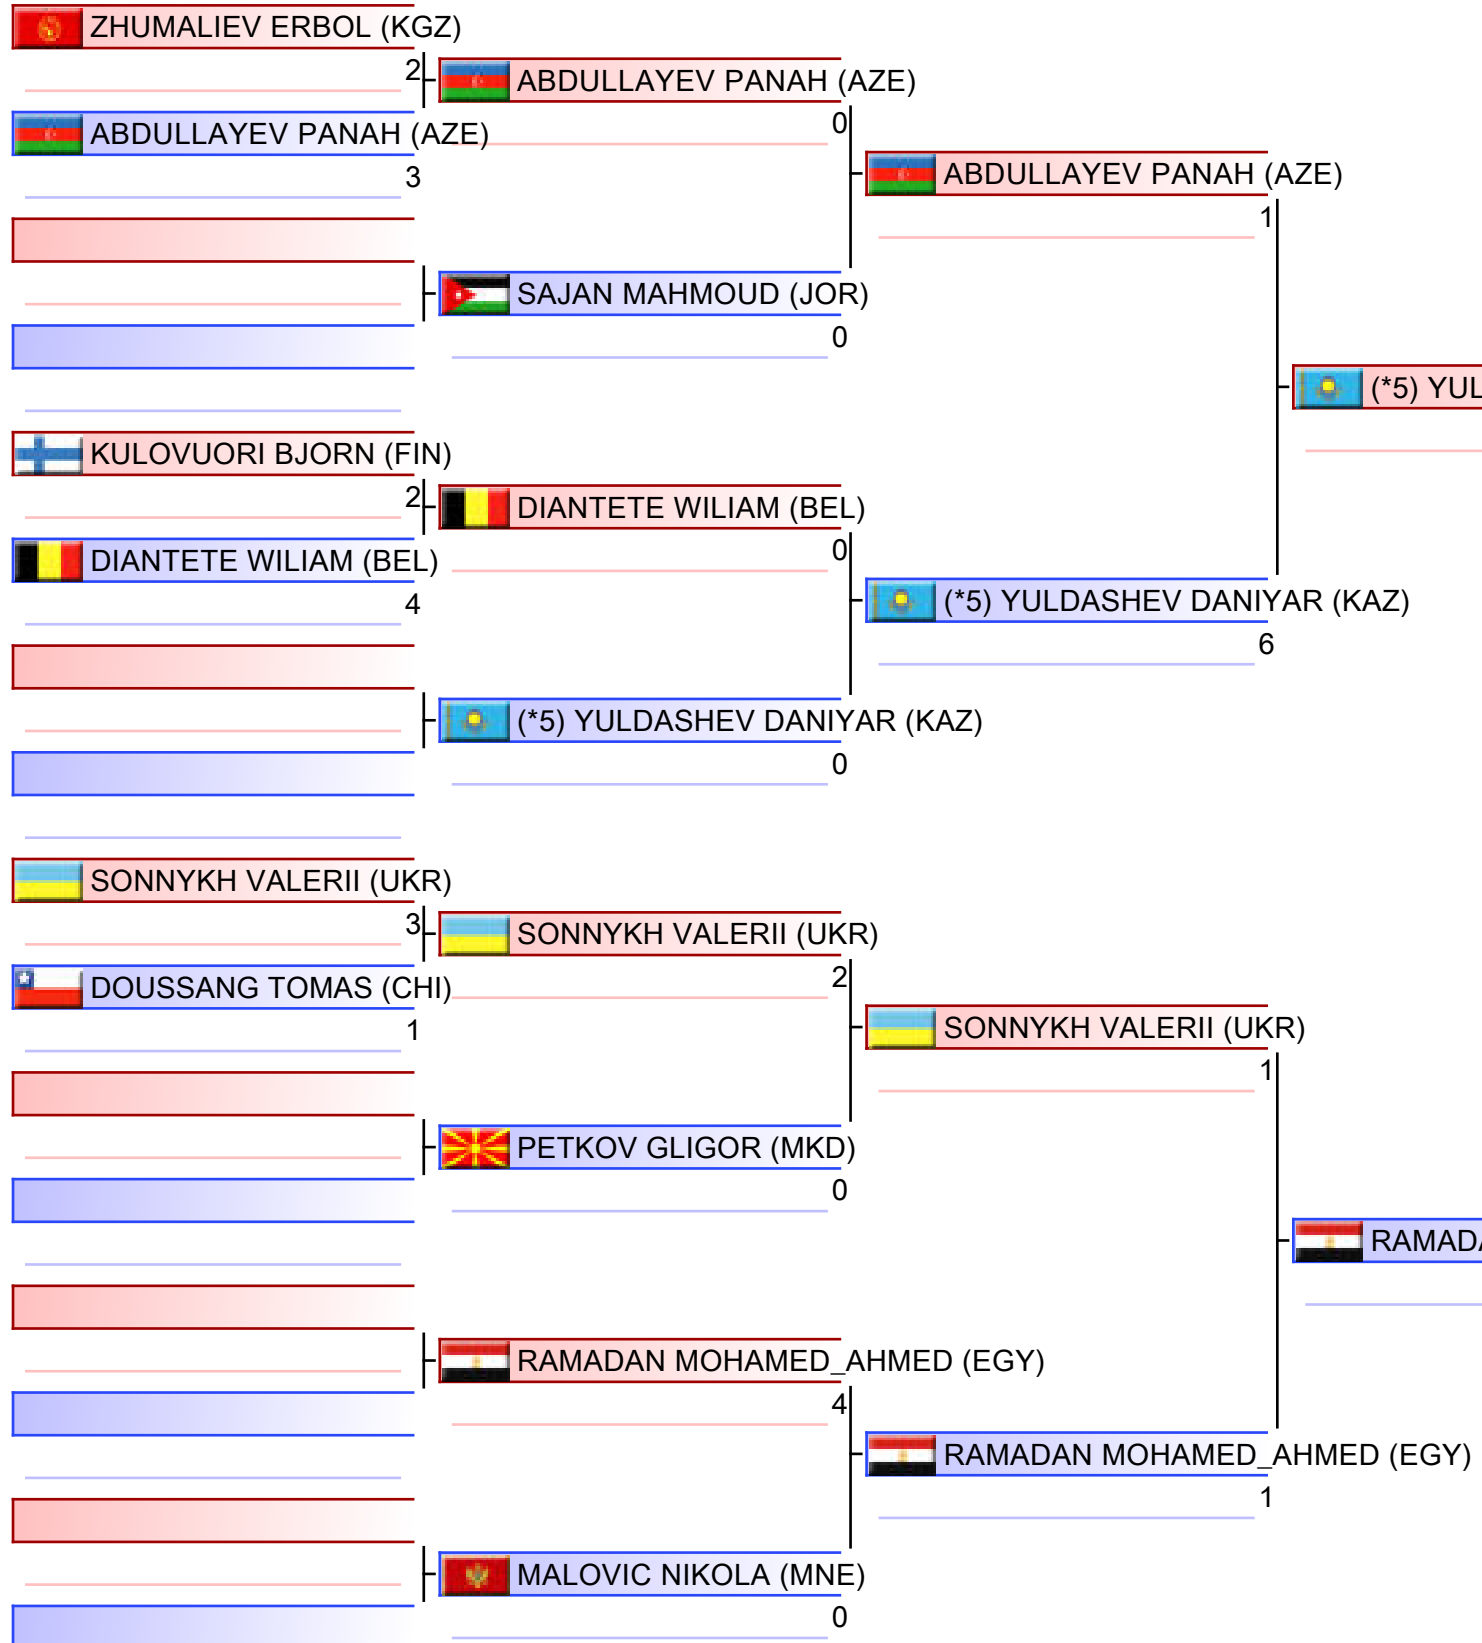 ZHUMALIEV ERBOL (KGZ)
2
ABDULLAYEV PANAH (AZE)
3
KULOVUORI BJORN (FIN)
2
DIANTETE WILIAM (BEL)
4
SONNYKH VALERII (UKR)
3
DOUSSANG TOMAS (CHI)
1
ABDULLAYEV PANAH (AZE)
0
SAJAN MAHMOUD (JOR)
0
DIANTETE WILIAM (BEL)
0
(*5) YULDASHEV DANIYAR (KAZ)
0
SONNYKH VALERII (UKR)
2
PETKOV GLIGOR (MKD)
0
RAMADAN MOHAMED_AHMED (EGY)
4
MALOVIC NIKOLA (MNE)
0
ABDULLAYEV PANAH (AZE)
1
(*5) YULDASHEV DANIYAR (KAZ)
6
SONNYKH VALERII (UKR)
1
RAMADAN MOHAMED_AHMED (EGY)
1
(*5) YUL
RAMADA